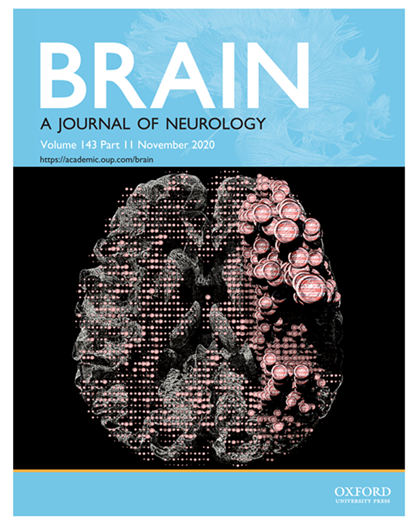 BRAIN
A JOURNAL OF NEUROLOGY
Volume 143 Part 11 November 2020
https://academic.oup.com/brain
OXFORD
UNIVERSITY PRESS